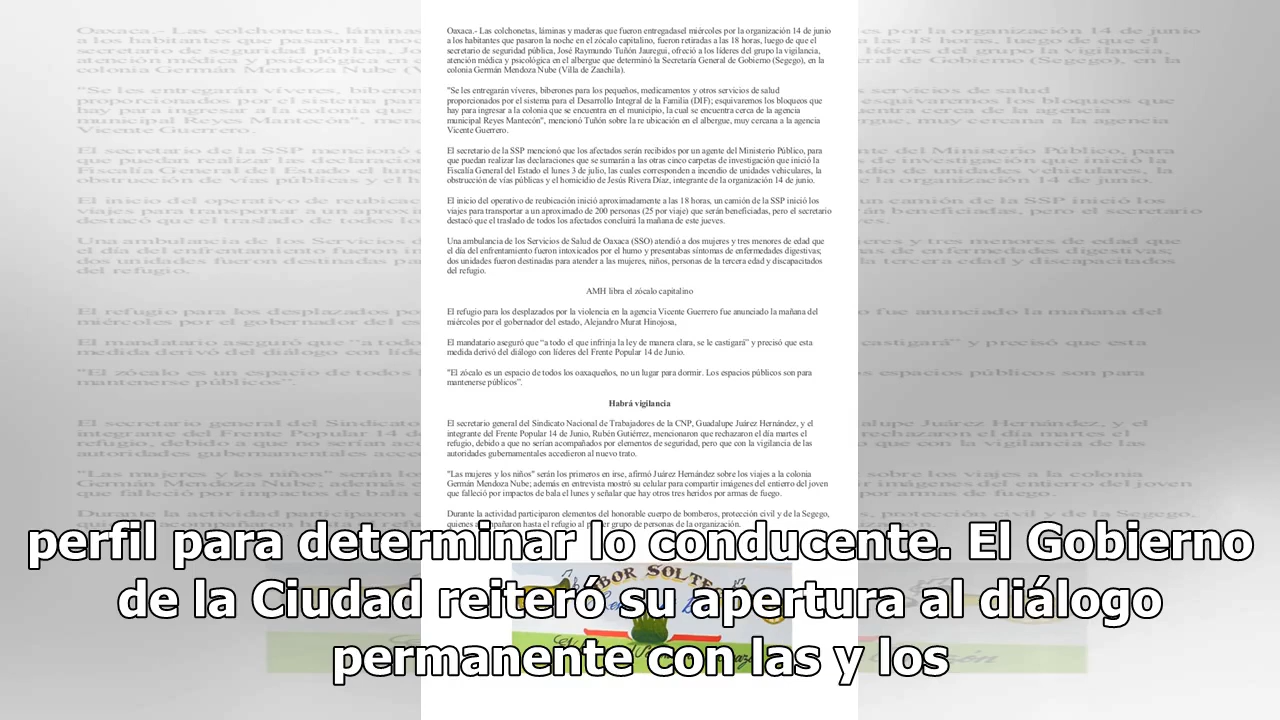 Oaxaca.- Las colchonetas, láminas y maderas que fueron entregadasel miércoles por la organización 14 de junio
a los habitantes que pasaron la noche en el zócalo capitalino, fueron retiradas a las 18 horas, luego de que el
secretario de seguridad pública, José Raymundo Tuñón Jauregui, ofreció a los líderes del grupo la vigilancia,
atención médica y psicológica en el albergue que determinó la Secretaría General de Gobierno (Segego), en la
colonia Germán Mendoza Nube (Villa de Zaachila).
"Se les entregarán víveres, biberones para los pequeños, medicamentos y otros servicios de salud
proporcionados por el sistema para el Desarrollo Integral de la Familia (DIF); esquivaremos los bloqueos que
hay para ingresar a la colonia que se encuentra en el municipio, la cual se encuentra cerca de la agencia
municipal Reyes Mantecón", mencionó Tuñón sobre la re ubicación en el albergue, muy cercana a la agencia
Vicente Guerrero.
El secretario de la SSP mencionó que los afectados serán recibidos por un agente del Ministerio Público, para
que puedan realizar las declaraciones que se sumarán a las otras cinco carpetas de investigación que inició la
Fiscalía General del Estado el lunes 3 de julio, las cuales corresponden a incendio de unidades vehiculares, la
obstrucción de vías públicas y el homicidio de Jesús Rivera Díaz, integrante de la organización 14 de junio.
El inicio del operativo de reubicación inició aproximadamente a las 18 horas, un camión de la SSP inició los
viajes para transportar a un aproximado de 200 personas (25 por viaje) que serán beneficiadas, pero el secretario
destacó que el traslado de todos los afectados concluirá la mañana de este jueves.
Una ambulancia de los Servicios de Salud de Oaxaca (SSO) atendió a dos mujeres y tres menores de edad que
el día del enfrentamiento fueron intoxicados por el humo y presentabas síntomas de enfermedades digestivas;
dos unidades fueron destinadas para atender a las mujeres, niños, personas de la tercera edad y discapacitados
del refugio.
AMH libra el zócalo capitalino
El refugio para los desplazados por la violencia en la agencia Vicente Guerrero fue anunciado la mañana del
miércoles por el gobernador del estado, Alejandro Murat Hinojosa,
El mandatario aseguró que “a todo el que infrinja la ley de manera clara, se le castigará” y precisó que esta
medida derivó del diálogo con líderes del Frente Popular 14 de Junio.
"El zócalo es un espacio de todos los oaxaqueños, no un lugar para dormir. Los espacios públicos son para
mantenerse públicos”.
Habrá vigilancia
El secretario general del Sindicato Nacional de Trabajadores de la CNP, Guadalupe Juárez Hernández, y el
integrante del Frente Popular 14 de Junio, Rubén Gutiérrez, mencionaron que rechazaron el día martes el
refugio, debido a que no serían acompañados por elementos de seguridad, pero que con la vigilancia de las
autoridades gubernamentales accedieron al nuevo trato.
"Las mujeres y los niños" serán los primeros en irse, afirmó Juárez Hernández sobre los viajes a la colonia
Germán Mendoza Nube; además en entrevista mostró su celular para compartir imágenes del entierro del joven
que falleció por impactos de bala el lunes y señalar que hay otros tres heridos por armas de fuego.
Durante la actividad participaron elementos del honorable cuerpo de bomberos, protección civil y de la Segego,
perfil para determinar lo conducente. El Gobierno
de la Ciudad reiteró su apertura al diálogo
permanente con las y los